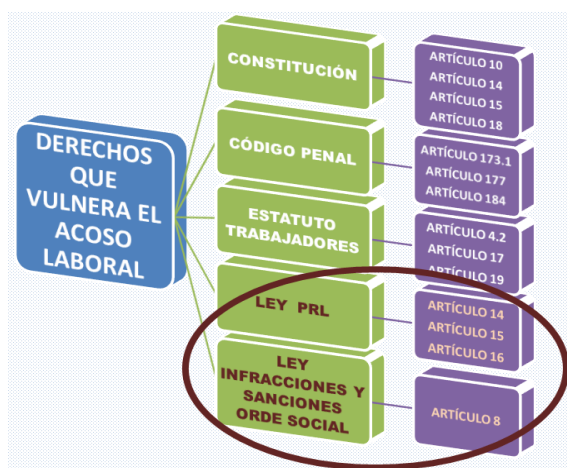 DERECHOS
QUE
VULNERA EL
ACOSO
LABORAL
CONSTITUCIÓN
ARTÍCULO 10
ARTÍCULO 14
ARTÍCULO 15
ARTÍCULO 18
CÓDIGO PENAL
ARTÍCULO 173.1
ARTÍCULO 177
ARTÍCULO 184
ESTATUTO
TRABAJADORES
ARTÍCULO 4.2
ARTÍCULO 17
ARTÍCULO 19
LEY PRL
ARTÍCULO 14
ARTÍCULO 15
ARTÍCULO 16
LEY
INFRACCIONES Y
SANCIONES
ORDE SOCIAL
ARTÍCULO 8